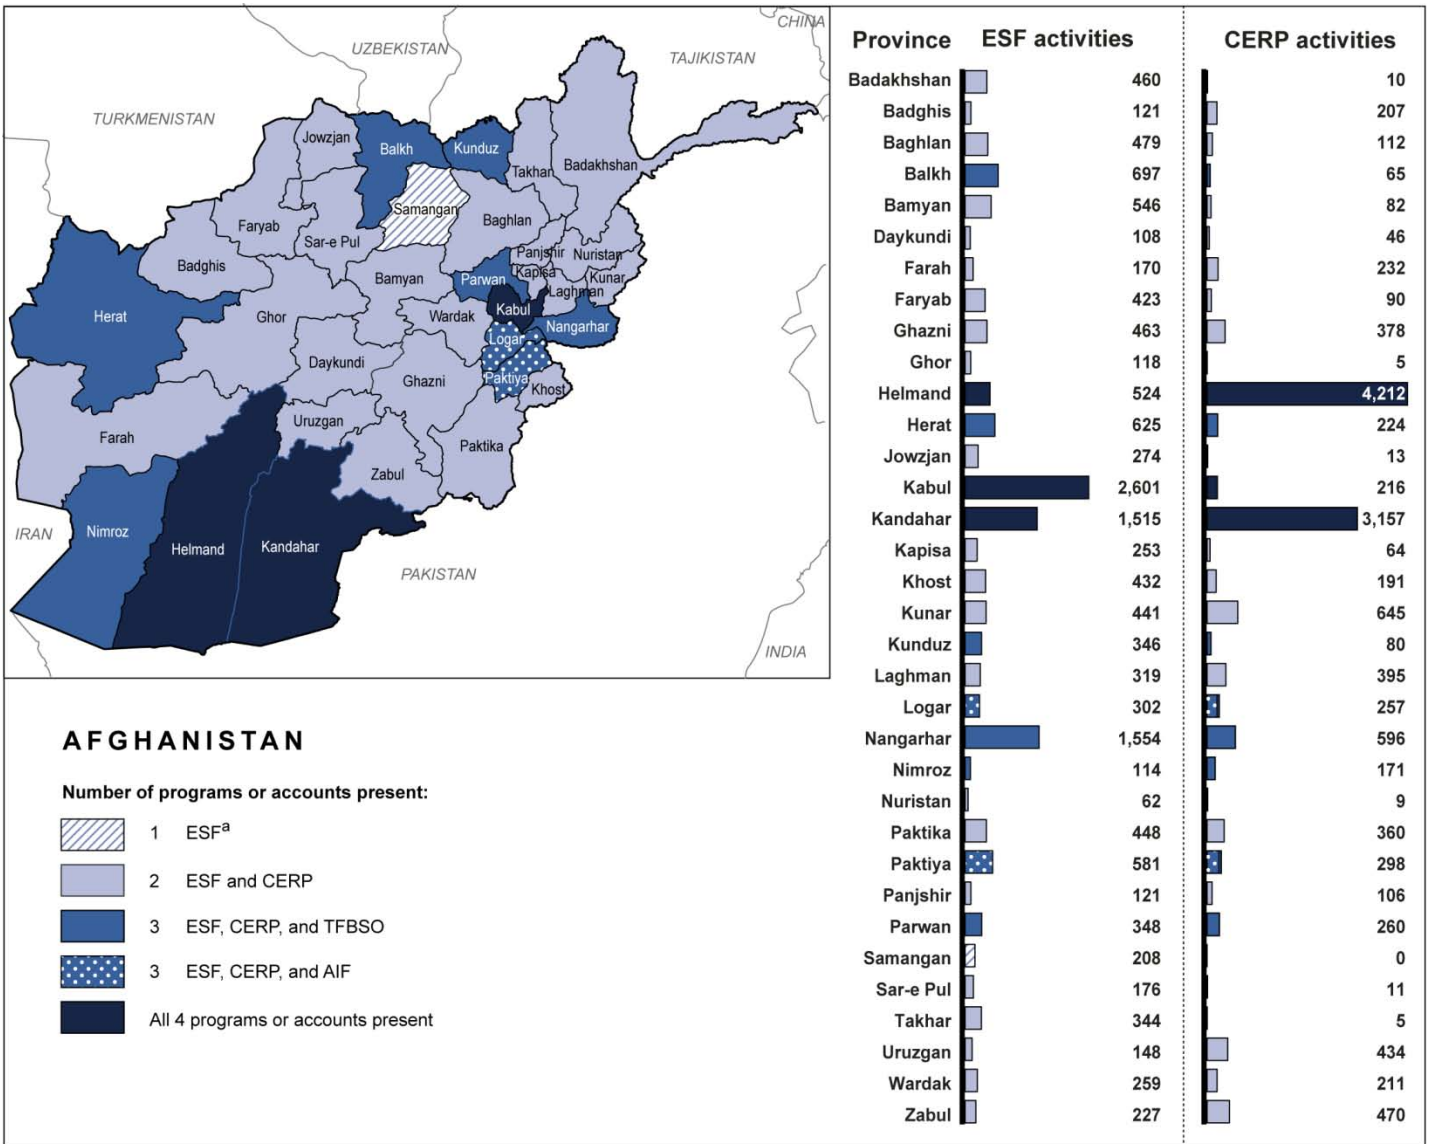 CHINA
UZBEKISTAN
TAJIKISTAN
TURKMENISTAN
Jowzjan
Balkh
Kunduz
Takhar
Badakhshan
Samangan
Faryab
Sar-e Pul
Baghlan
Badghis
Panjshir
Nuristan
Bamyan
Parwan
Kapisa
Kunar
Laghman
Herat
Ghor
Wardak
Kabul
Nangarhar
Logar
Daykundi
Ghazni
Paktiya
Khost
Farah
Uruzgan
Paktika
Zabul
IRAN
Nimroz
Helmand
Kandahar
PAKISTAN
INDIA
AFGHANISTAN
Number of programs or accounts present:
1 ESFa
2 ESF and CERP
3 ESF, CERP, and TFBSO
3 ESF, CERP, and AIF
All 4 programs or accounts present
Province ESF activities CERP activities
Badakhshan 460 10
Badghis 121 207
Baghlan 479 112
Balkh 697 65
Bamyan 546 82
Daykundi 108 46
Farah 170 232
Faryab 423 90
Ghazni 463 378
Ghor 118 5
Helmand 524 4,212
Herat 625 224
Jowzjan 274 13
Kabul 2,601 216
Kandahar 1,515 3,157
Kapisa 253 64
Khost 432 191
Kunar 441 645
Kunduz 346 80
Laghman 319 395
Logar 302 257
Nangarhar 1,554 596
Nimroz 114 171
Nuristan 62 9
Paktika 448 360
Paktiya 581 298
Panjshir 121 106
Parwan 348 260
Samangan 208 0
Sar-e Pul 176 11
Takhar 344 5
Uruzgan 148 434
Wardak 259 211
Zabul 227 470